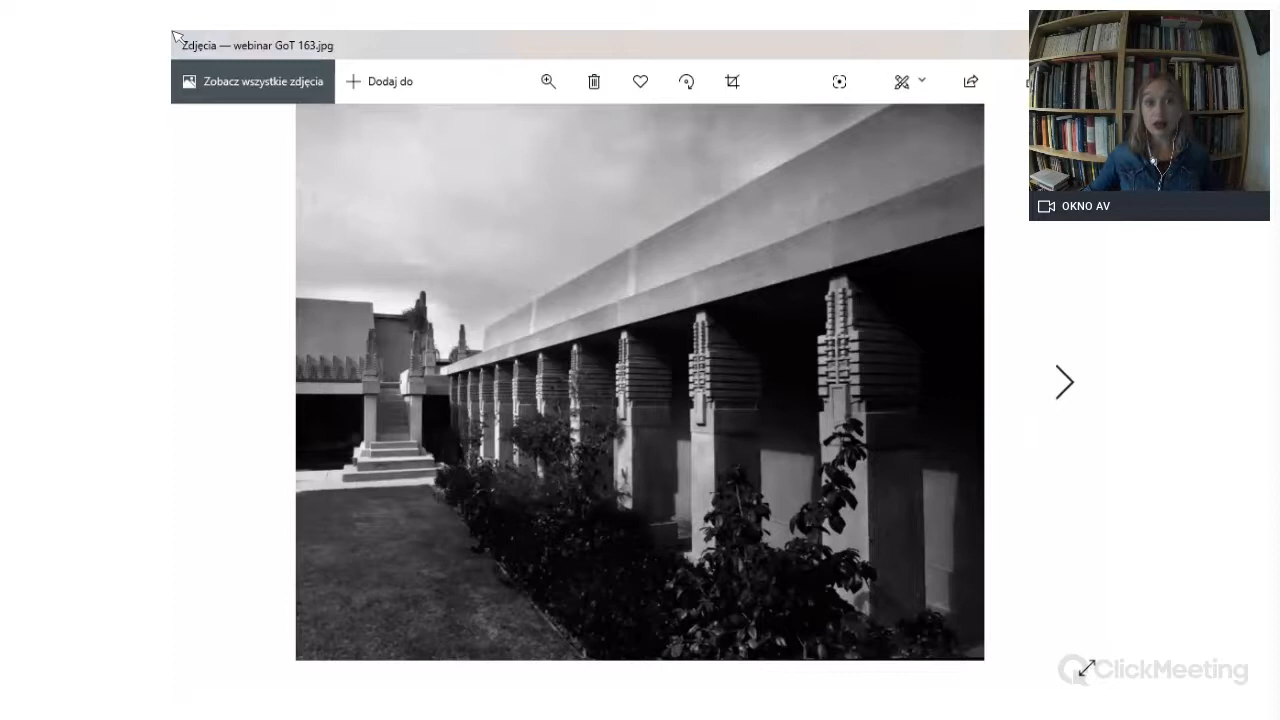 Zdjęcia — webinar GoT 163.jpg
Zobacz wszystkie zdjęcia
Dodaj do
OKNO AV
ClickMeeting